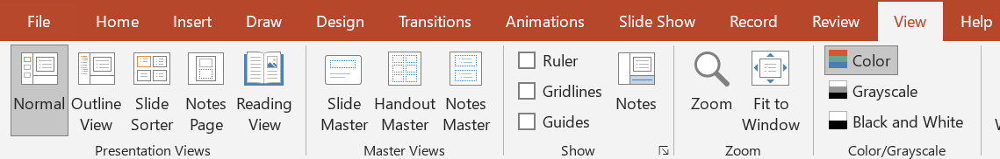 File Home Insert Draw Design Transitions Animations Slide Show Record Review View Help
Normal
Outline View
Slide Sorter
Notes Page
Reading View
Presentation Views
Slide Master
Handout Master
Notes Master
Master Views
Ruler
Gridlines
Guides
Notes
Show
Zoom
Fit to Window
Zoom
Color
Grayscale
Black and White
Color/Grayscale